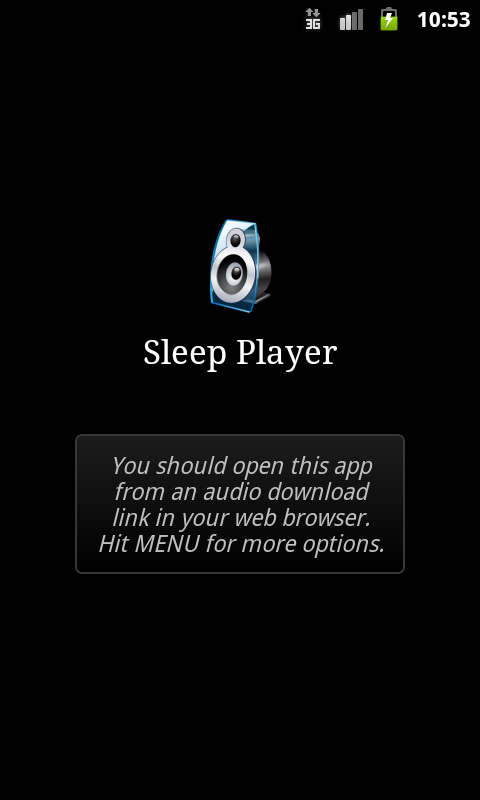 3G 10:53
Sleep Player
You should open this app
from an audio download
link in your web browser.
Hit MENU for more options.